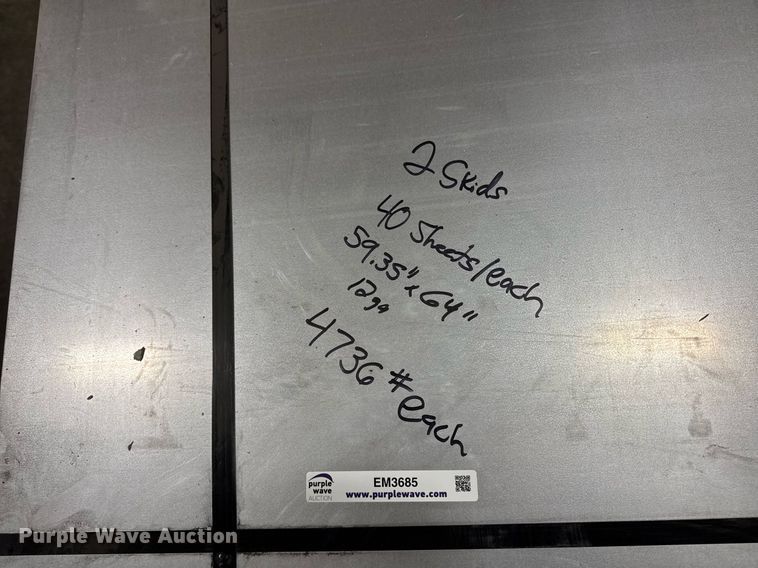 2 Skids
40 Sheets/each
59.35" x 64"
12ga
4736 # each
purple
wave
AUCTION
EM3685
www.purplewave.com
Purple Wave Auction